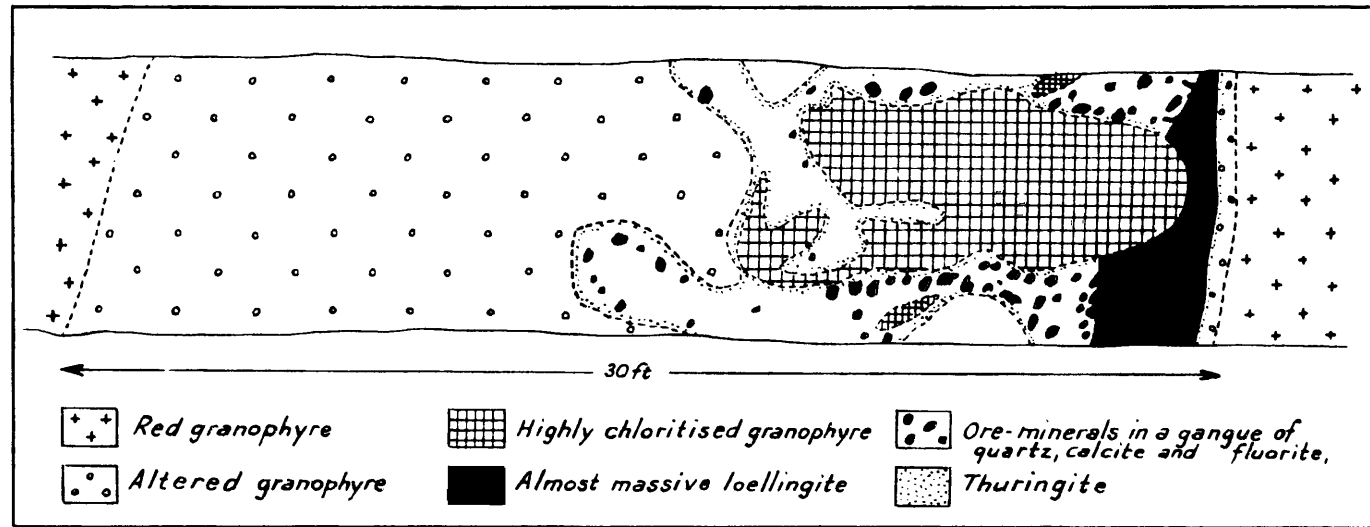 30 ft
Red granophyre
Highly chloritised granophyre
Ore-minerals in a gangue of
quartz, calcite and fluorite,
Altered granophyre
Almost massive loellingite
Thuringite